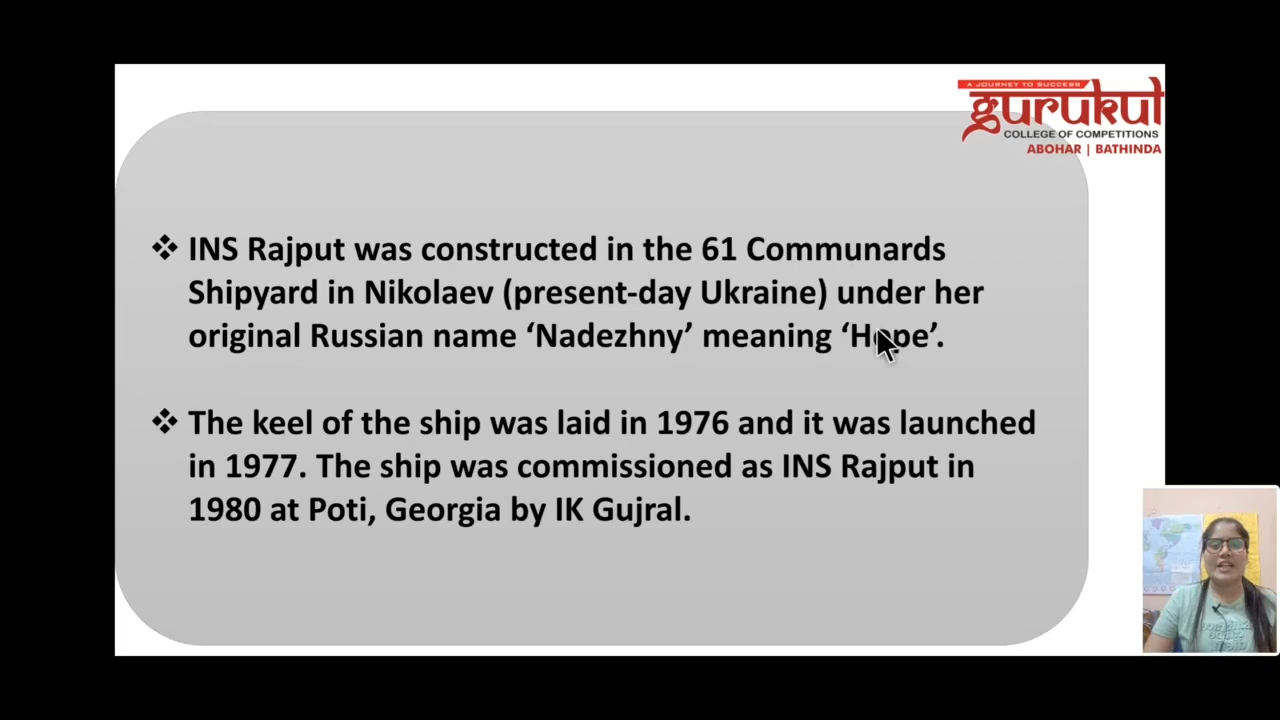 A JOURNEY TO SUCCESS
gurukul
COLLEGE OF COMPETITIONS
ABOHAR | BATHINDA
❖ INS Rajput was constructed in the 61 Communards
Shipyard in Nikolaev (present-day Ukraine) under her
original Russian name ‘Nadezhny’ meaning ‘Hope’.
❖ The keel of the ship was laid in 1976 and it was launched
in 1977. The ship was commissioned as INS Rajput in
1980 at Poti, Georgia by IK Gujral.